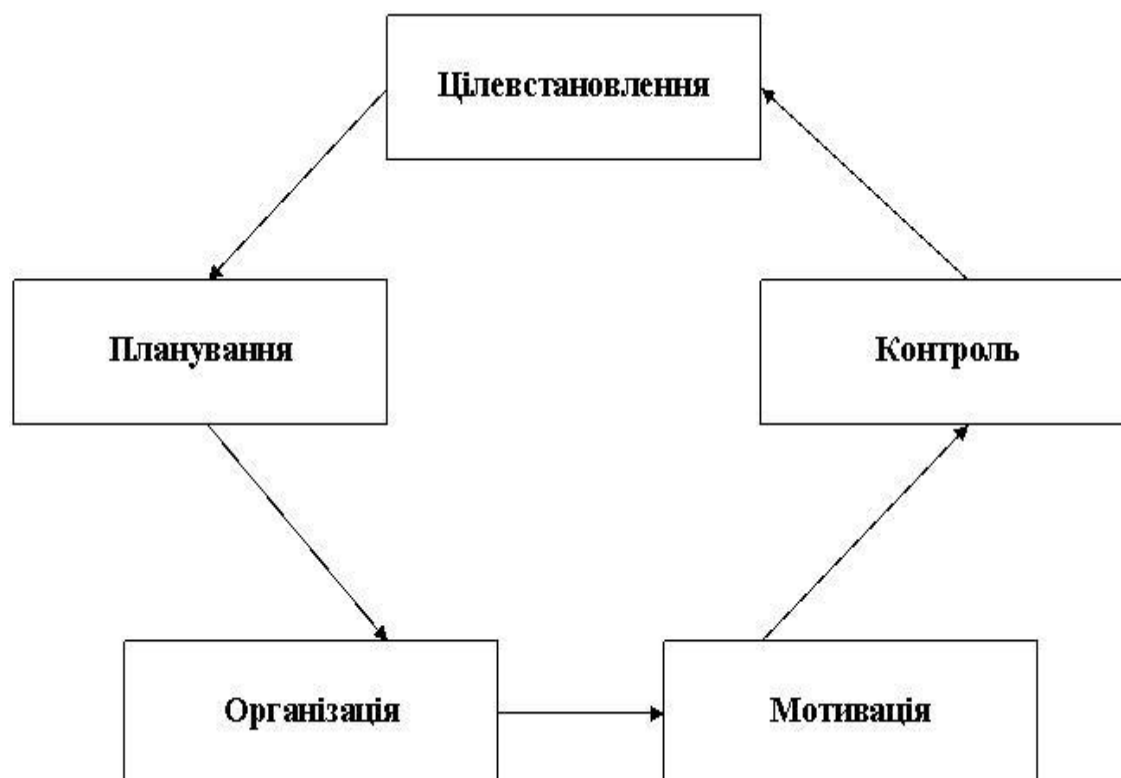 Цілевстановлення
Планування
Контроль
Організація
Мотивація